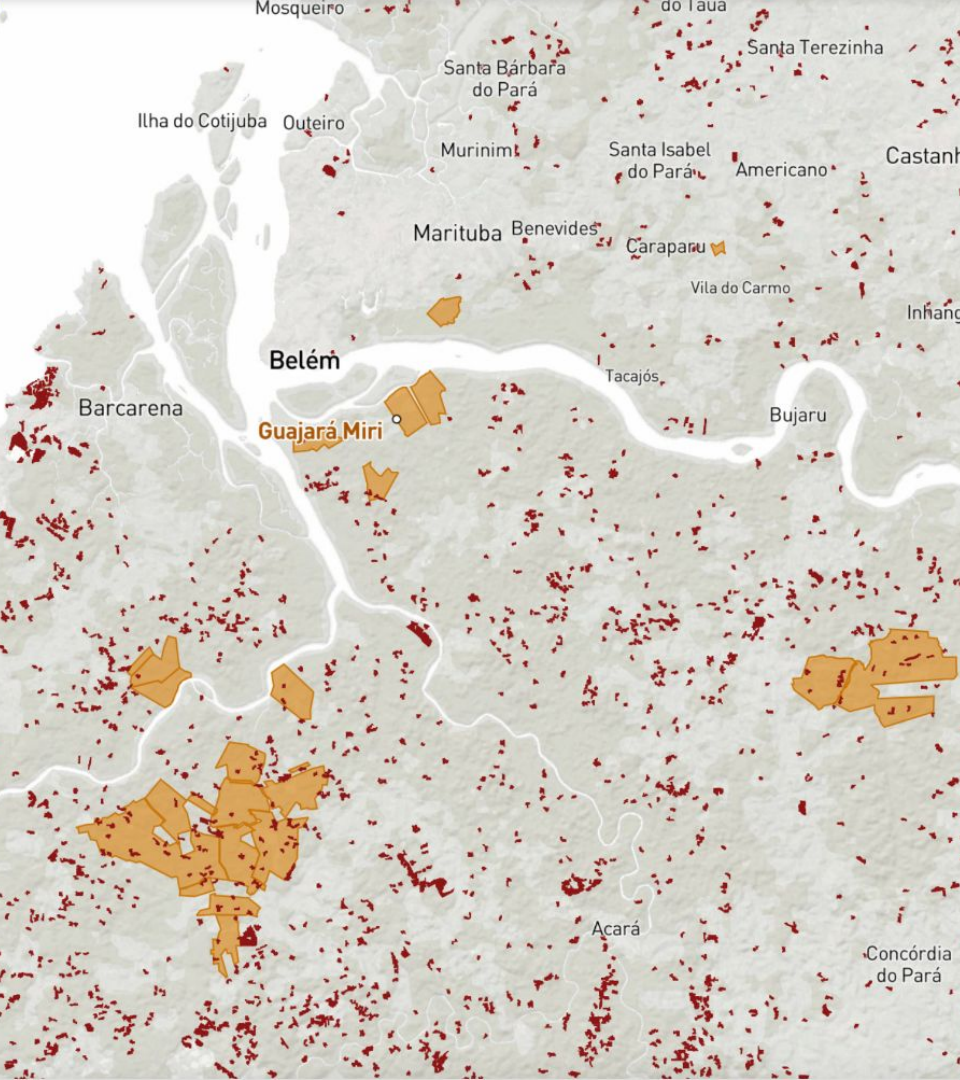 Mosqueiro
do Tauá
Santa Terezinha
Santa Bárbara
do Pará
Ilha do Cotijuba
Outeiro
Murinim
Santa Isabel
do Pará
Americano
Castanh
Marituba
Benevides
Caraparu
Vila do Carmo
Inhang
Belém
Tacajós
Barcarena
Bujaru
Guajará Miri
Acará
Concórdia
do Pará